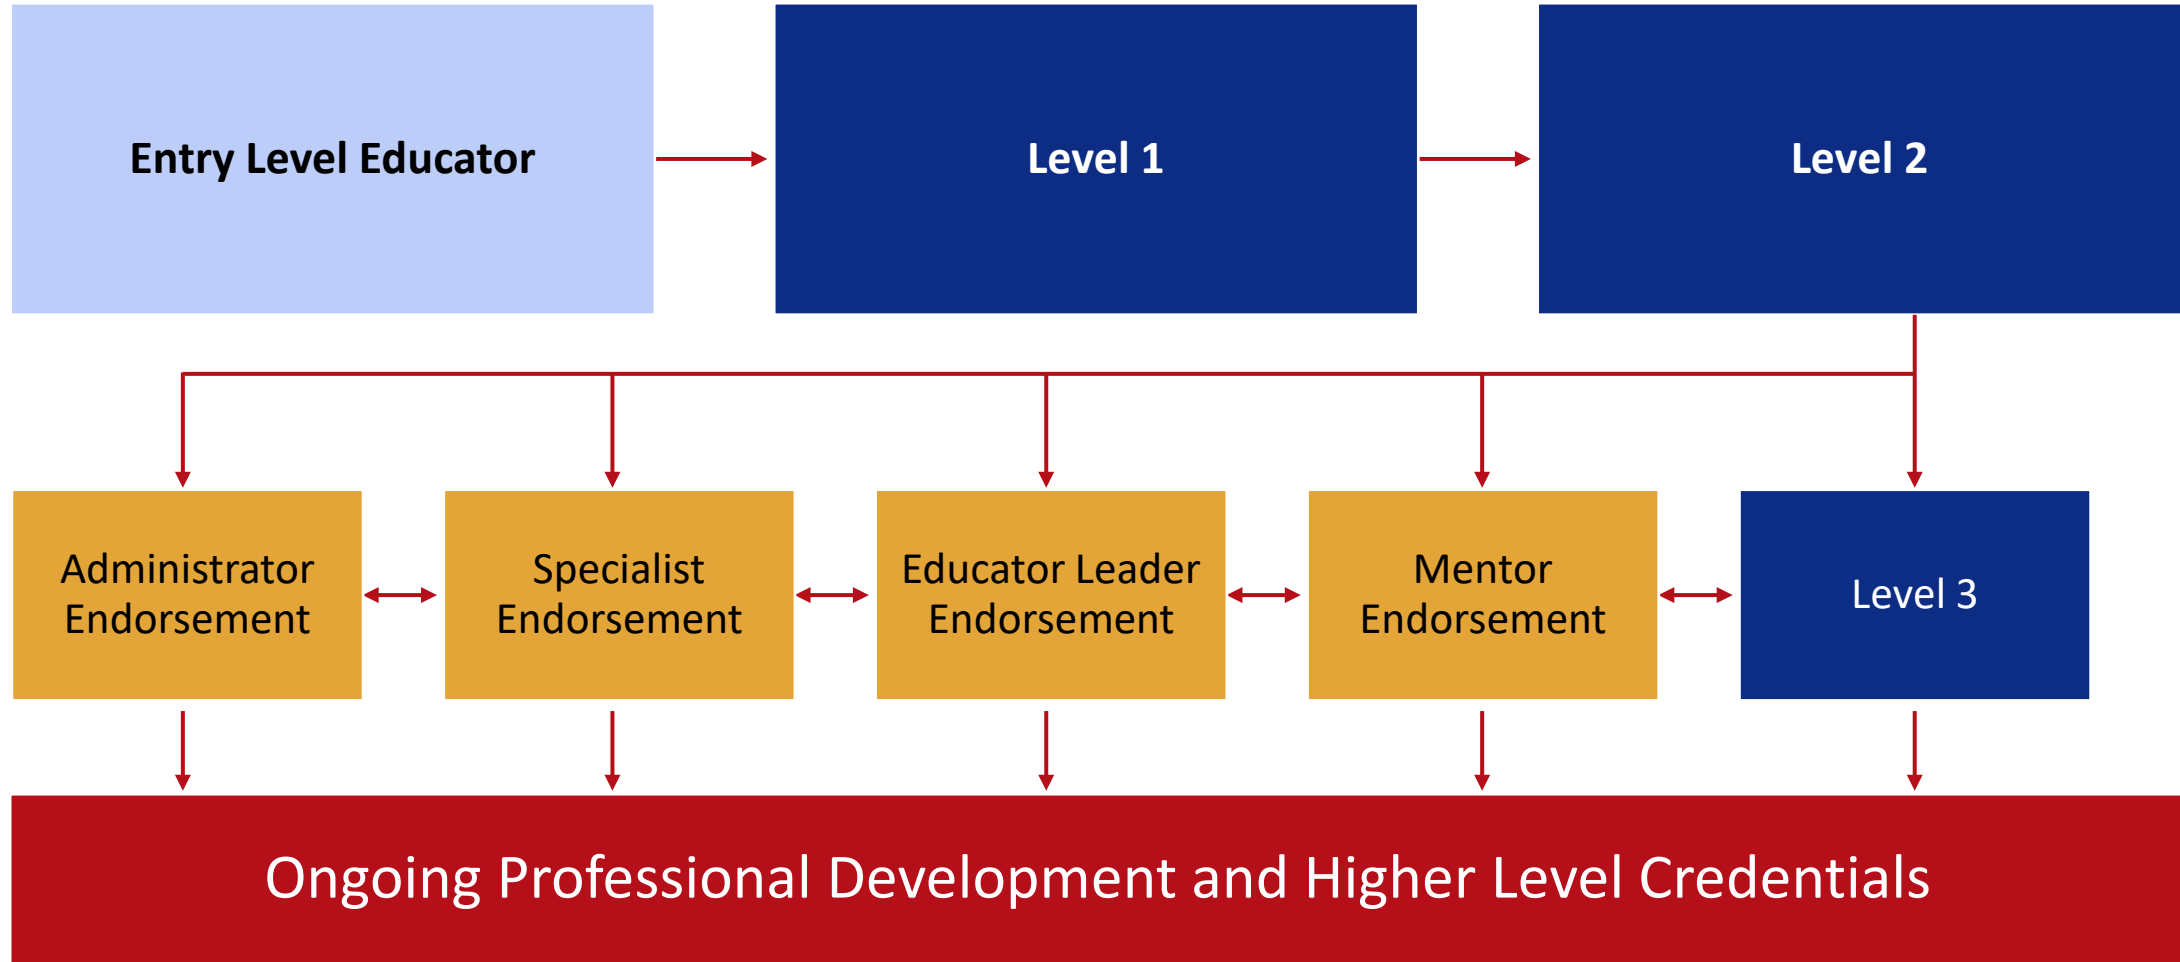 Entry Level Educator
Level 1
Level 2
Administrator
Endorsement
Specialist
Endorsement
Educator Leader
Endorsement
Mentor
Endorsement
Level 3
Ongoing Professional Development and Higher Level Credentials